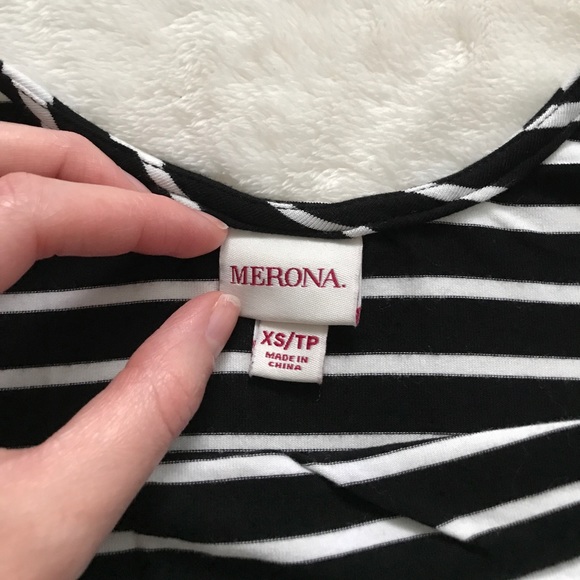 MERONA.
XS/TP
MADE IN
CHINA